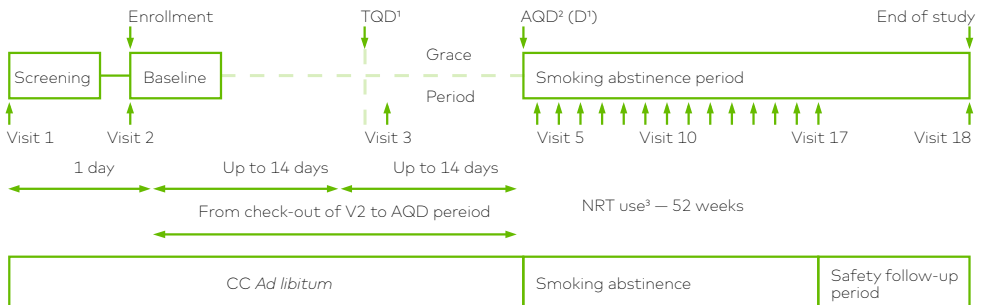 Enrollment
TQD¹
AQD² (D¹)
End of study
Grace
Screening
Baseline
Smoking abstinence period
Period
Visit 1
Visit 2
Visit 3
Visit 5
Visit 10
Visit 17
Visit 18
1 day
Up to 14 days
Up to 14 days
From check-out of V2 to AQD pereiod
NRT use³ — 52 weeks
CC Ad libitum
Smoking abstinence
Safety follow-up
period